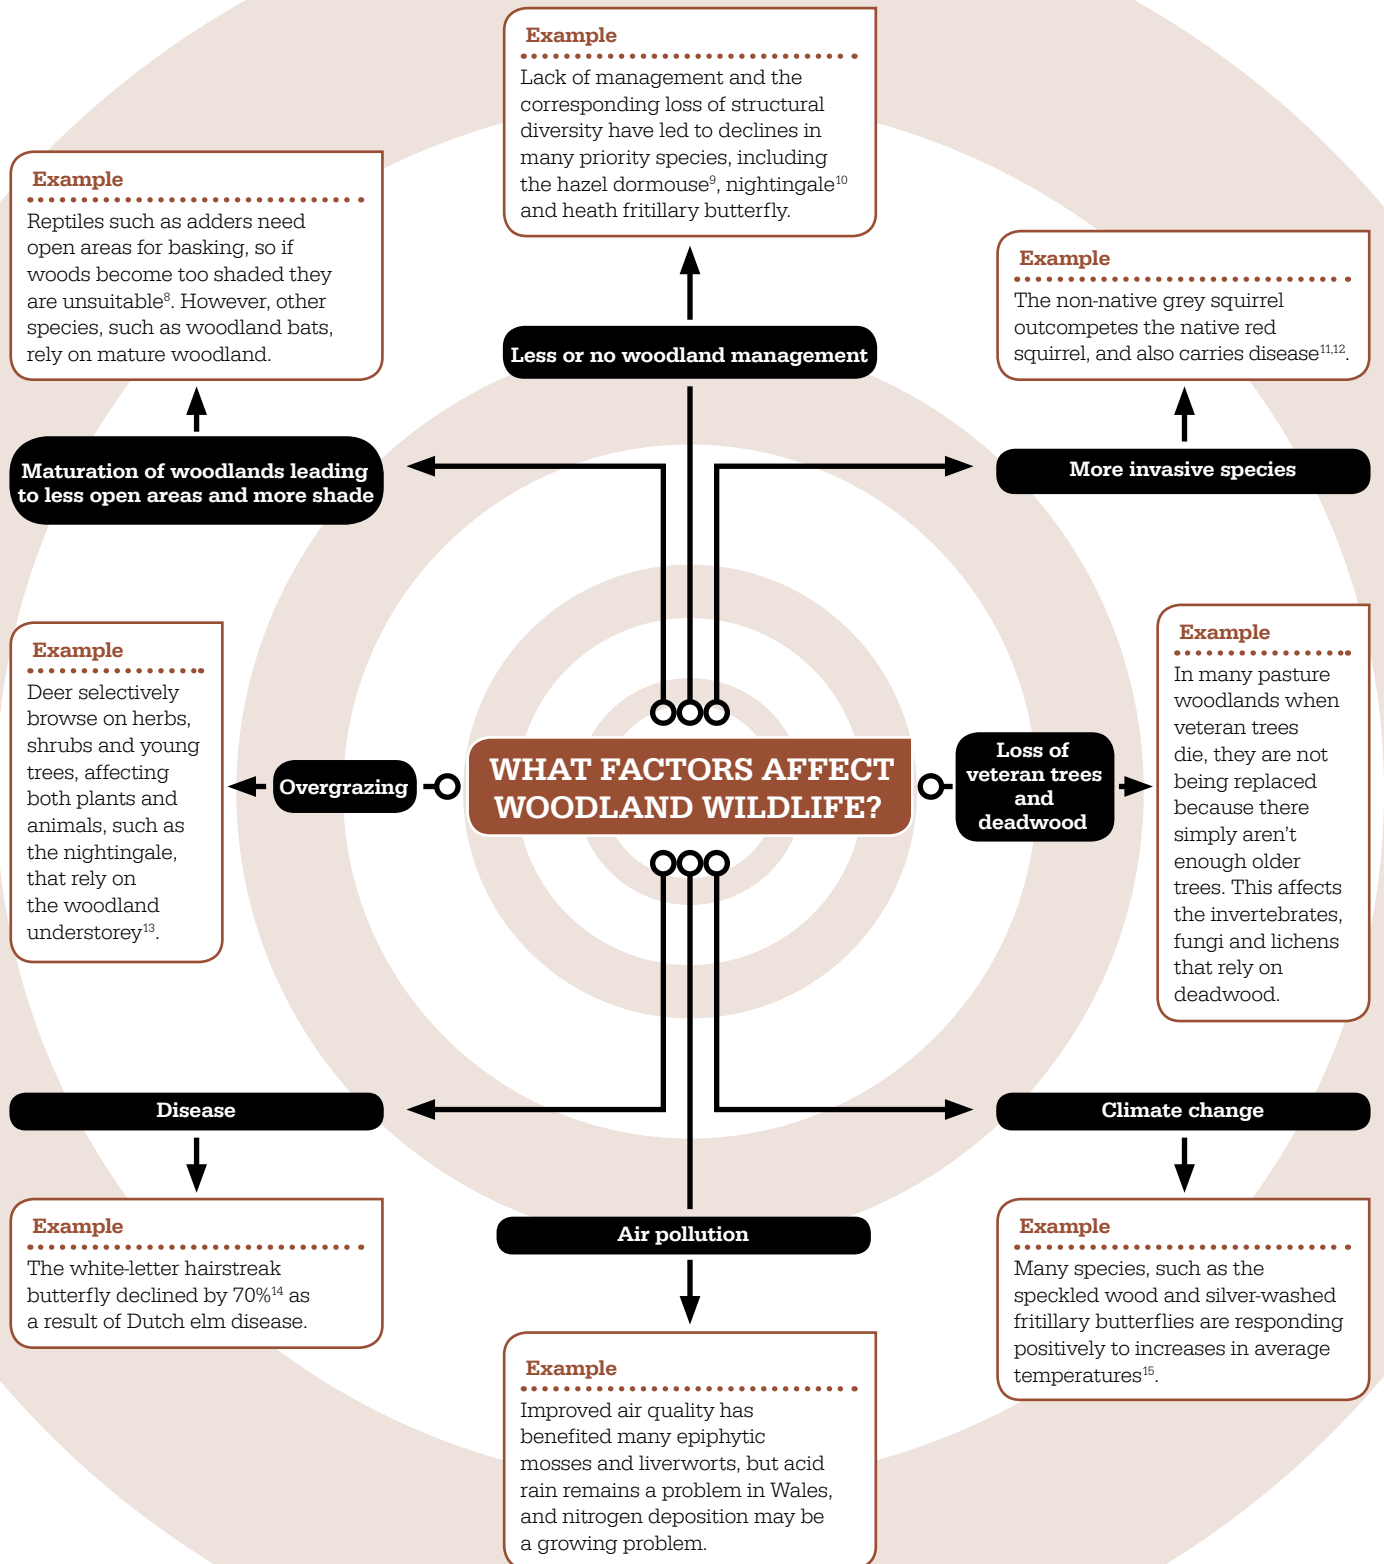 Example
Lack of management and the
corresponding loss of structural
diversity have led to declines in
many priority species, including
the hazel dormouse⁹, nightingale¹⁰
and heath fritillary butterfly.
Less or no woodland management
Example
Reptiles such as adders need
open areas for basking, so if
woods become too shaded they
are unsuitable⁸. However, other
species, such as woodland bats,
rely on mature woodland.
Maturation of woodlands leading
to less open areas and more shade
Example
The non-native grey squirrel
outcompetes the native red
squirrel, and also carries disease¹¹,¹².
More invasive species
Example
Deer selectively
browse on herbs,
shrubs and young
trees, affecting
both plants and
animals, such as
the nightingale,
that rely on
the woodland
understorey¹³.
Overgrazing
WHAT FACTORS AFFECT
WOODLAND WILDLIFE?
Loss of
veteran trees
and
deadwood
Example
In many pasture
woodlands when
veteran trees
die, they are not
being replaced
because there
simply aren't
enough older
trees. This affects
the invertebrates,
fungi and lichens
that rely on
deadwood.
Disease
Example
The white-letter hairstreak
butterfly declined by 70%¹⁴ as
a result of Dutch elm disease.
Air pollution
Example
Improved air quality has
benefited many epiphytic
mosses and liverworts, but acid
rain remains a problem in Wales,
and nitrogen deposition may be
a growing problem.
Climate change
Example
Many species, such as the
speckled wood and silver-washed
fritillary butterflies are responding
positively to increases in average
temperatures¹⁵.